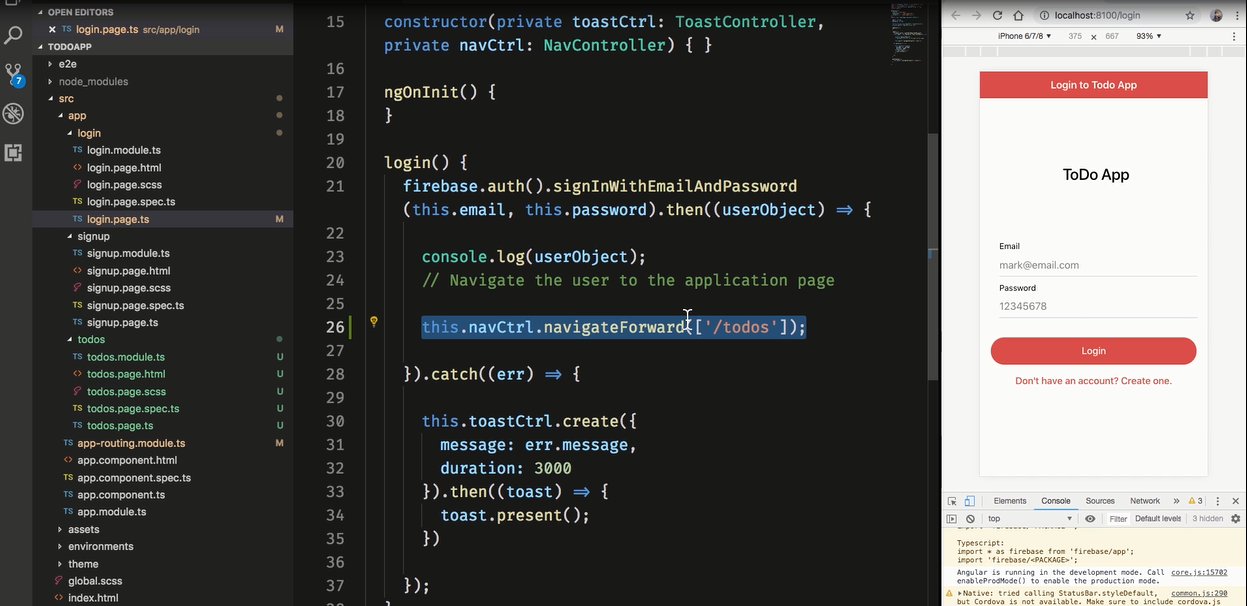 OPEN EDITORS
TS login.page.ts src/app/login M
TODOAPP
e2e
node_modules
src
app
login
TS login.module.ts
<> login.page.html
login.page.scss
TS login.page.spec.ts
TS login.page.ts M
signup
TS signup.module.ts
<> signup.page.html
signup.page.scss
TS signup.page.spec.ts
TS signup.page.ts
todos
TS todos.module.ts U
<> todos.page.html U
todos.page.scss U
TS todos.page.spec.ts U
TS todos.page.ts U
TS app-routing.module.ts M
<> app.component.html
TS app.component.spec.ts
TS app.component.ts
TS app.module.ts
assets
environments
theme
global.scss
<> index.html
7
15 constructor(private toastCtrl: ToastController,
private navCtrl: NavController) { }
16
17 ngOnInit() {
18 }
19
20 login() {
21 firebase.auth().signInWithEmailAndPassword
(this.email, this.password).then((userObject) => {
22
23 console.log(userObject);
24 // Navigate the user to the application page
25
26 this.navCtrl.navigateForward(['/todos']);
27
28 }).catch((err) => {
29
30 this.toastCtrl.create({
31 message: err.message,
32 duration: 3000
33 }).then((toast) => {
34 toast.present();
35 })
36
37 });
localhost:8100/login
iPhone 6/7/8 375 × 667 93%
Login to Todo App
ToDo App
Email
mark@email.com
Password
12345678
Login
Don't have an account? Create one.
Elements Console Sources Network » 3
top Filter Default levels 3 hidden
Typescript:
import * as firebase from 'firebase/app';
import 'firebase/<PACKAGE>';
Angular is running in the development mode. Call core.js:15702
enableProdMode() to enable the production mode.
Native: tried calling StatusBar.styleDefault, common.js:290
but Cordova is not available. Make sure to include cordova.js